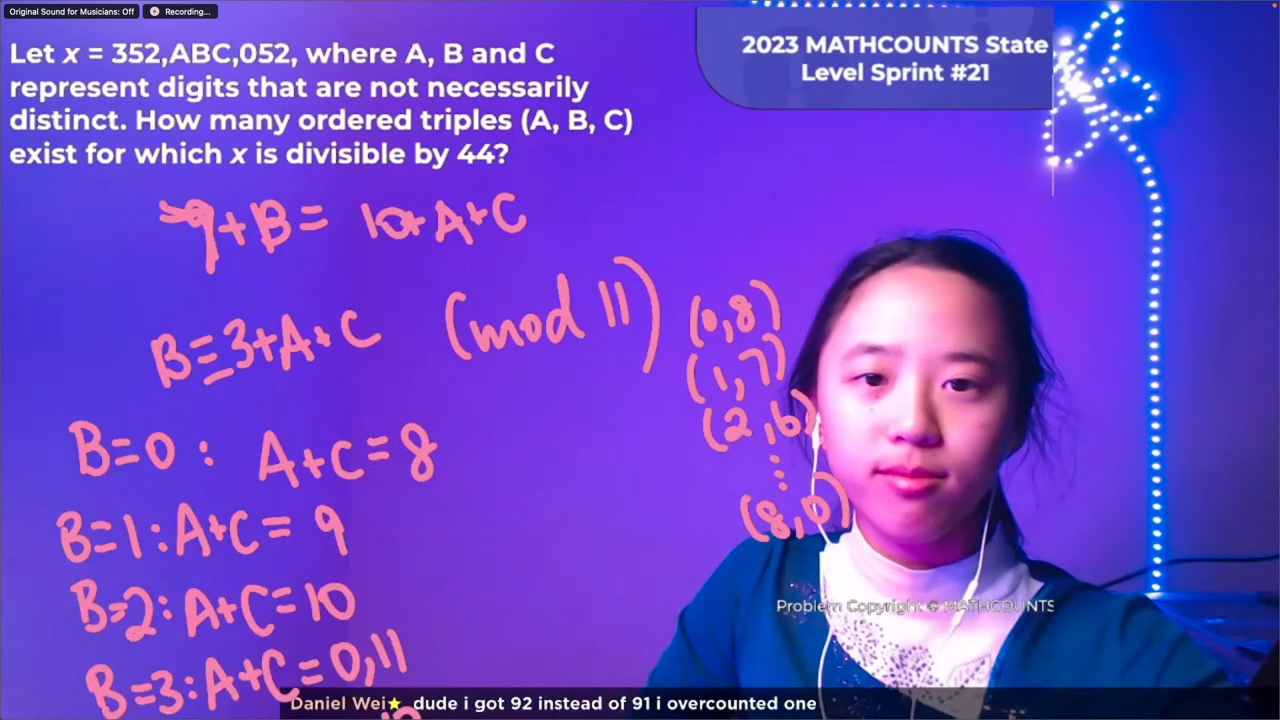 Original Sound for Musicians: Off
Recording...
Let x = 352,ABC,052, where A, B and C
represent digits that are not necessarily
distinct. How many ordered triples (A, B, C)
exist for which x is divisible by 44?
2023 MATHCOUNTS State
Level Sprint #21
9+B= 10+A+C
B≡3+A+C (mod 11)
(0,8)
(1,7)
(2,6)
⋮
(8,0)
B=0: A+C=8
B=1: A+C=9
B=2: A+C=10
B=3: A+C=0,11
Problem Copyright © MATHCOUNTS
Daniel Wei⭐ dude i got 92 instead of 91 i overcounted one